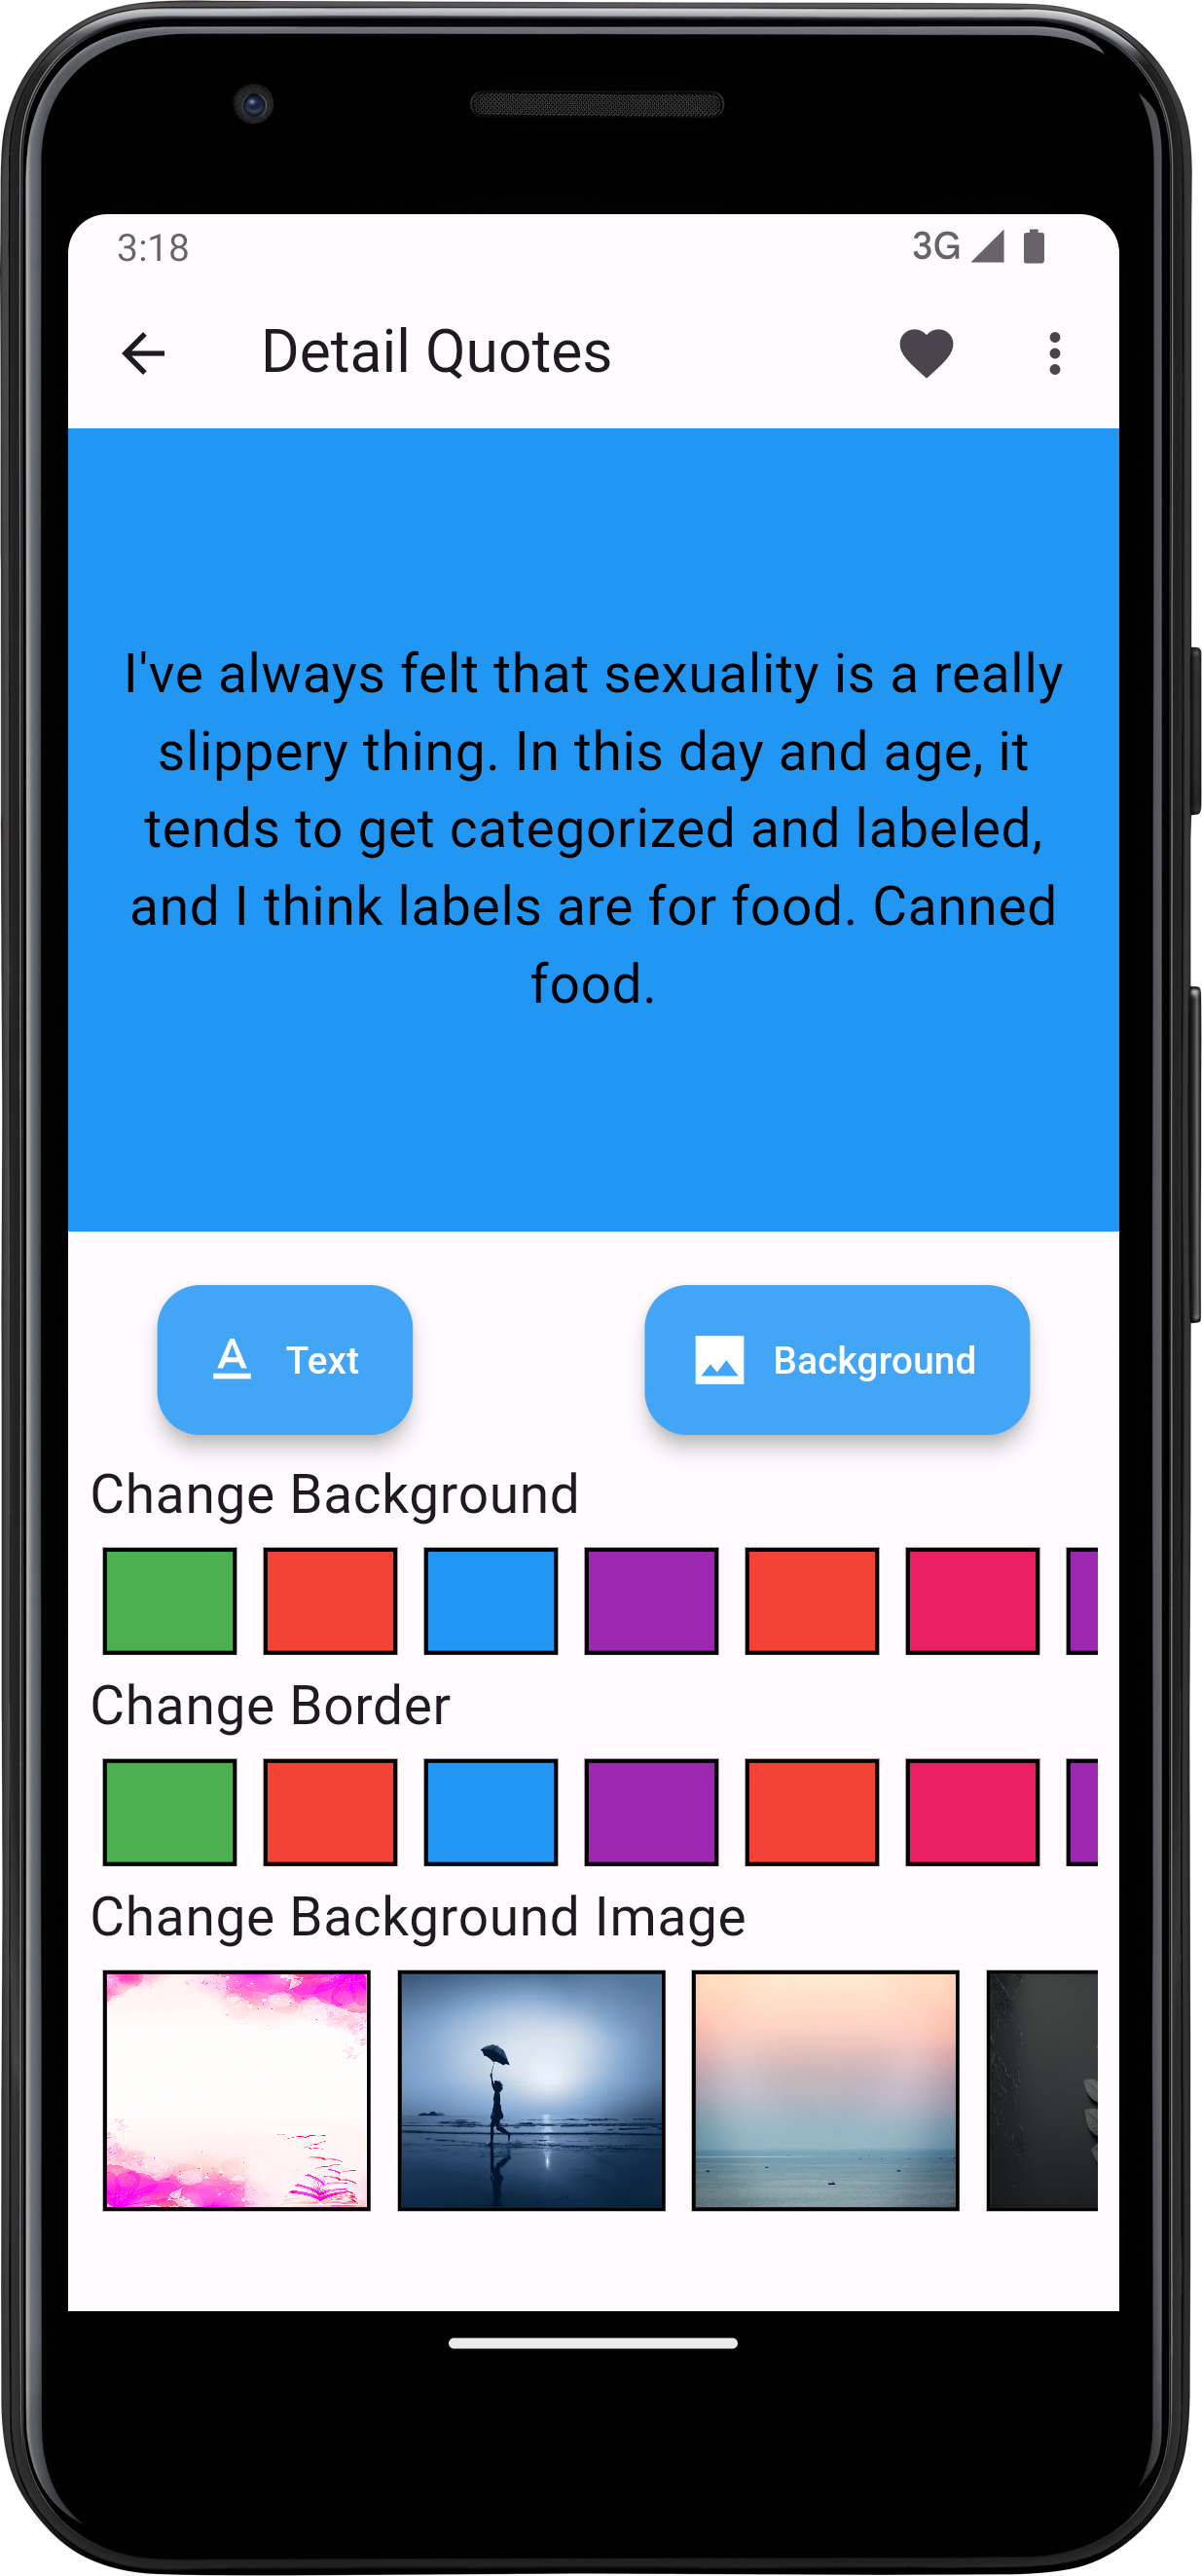 3:18
3G
Detail Quotes
I've always felt that sexuality is a really
slippery thing. In this day and age, it
tends to get categorized and labeled,
and I think labels are for food. Canned
food.
A Text
Background
Change Background
Change Border
Change Background Image